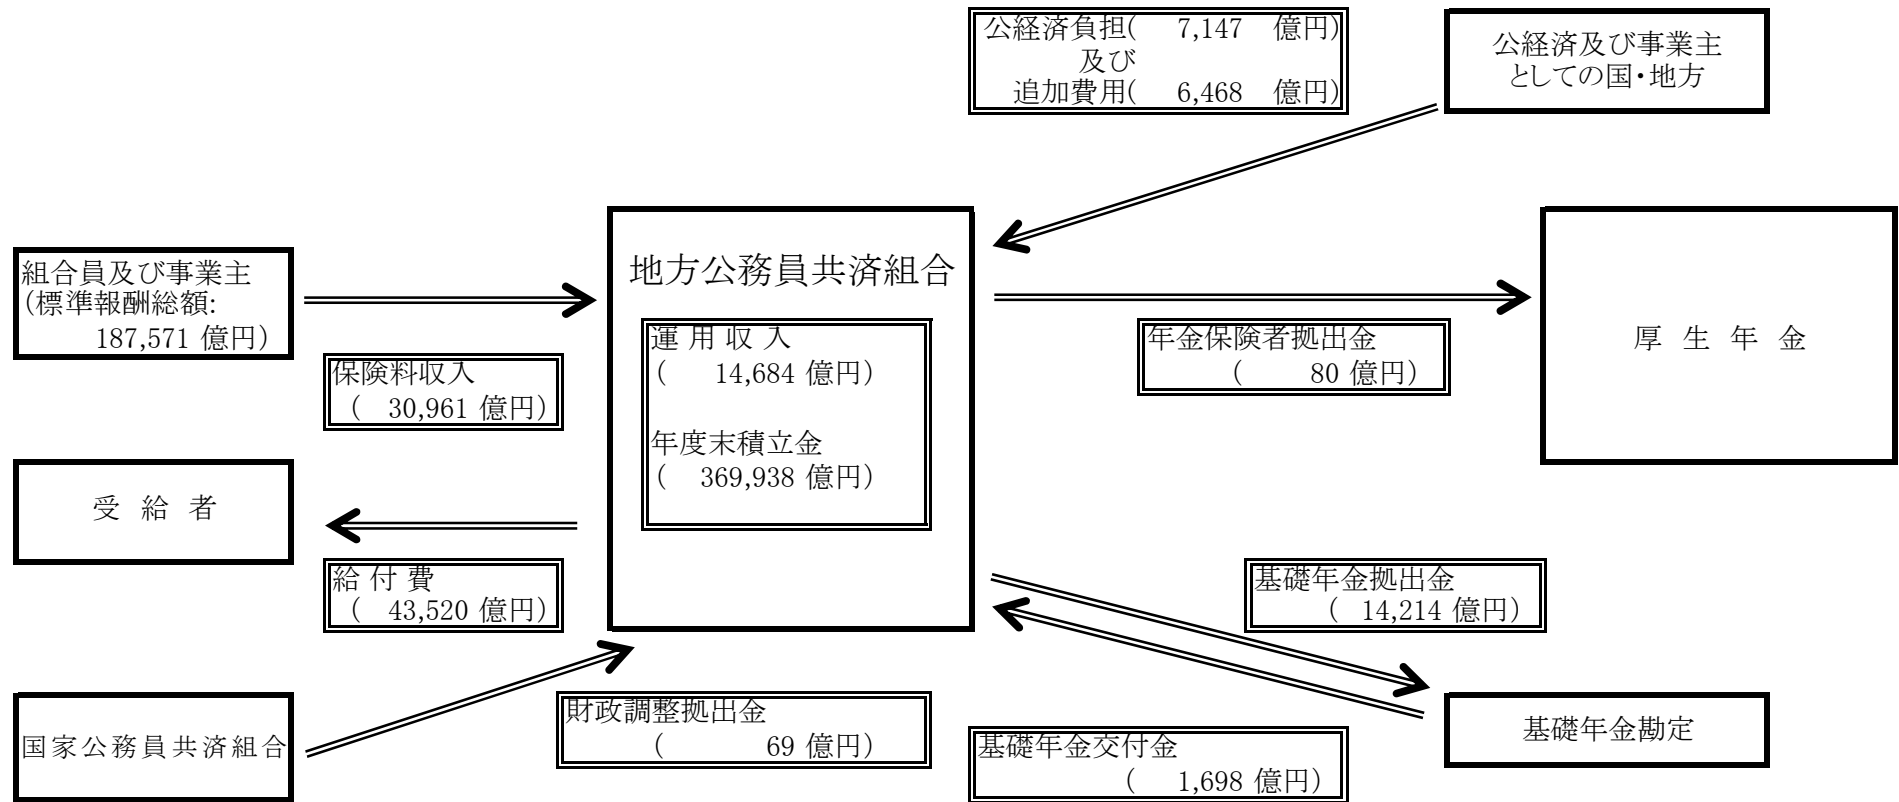 公経済負担( 7,147 億円)
及び
追加費用( 6,468 億円)
公経済及び事業主
としての国・地方
組合員及び事業主
(標準報酬総額:
187,571 億円)
保険料収入
( 30,961 億円)
地方公務員共済組合
運 用 収 入
( 14,684 億円)
年度末積立金
( 369,938 億円)
年金保険者拠出金
( 80 億円)
厚 生 年 金
受 給 者
給 付 費
( 43,520 億円)
基礎年金拠出金
( 14,214 億円)
国家公務員共済組合
財政調整拠出金
( 69 億円)
基礎年金交付金
( 1,698 億円)
基礎年金勘定